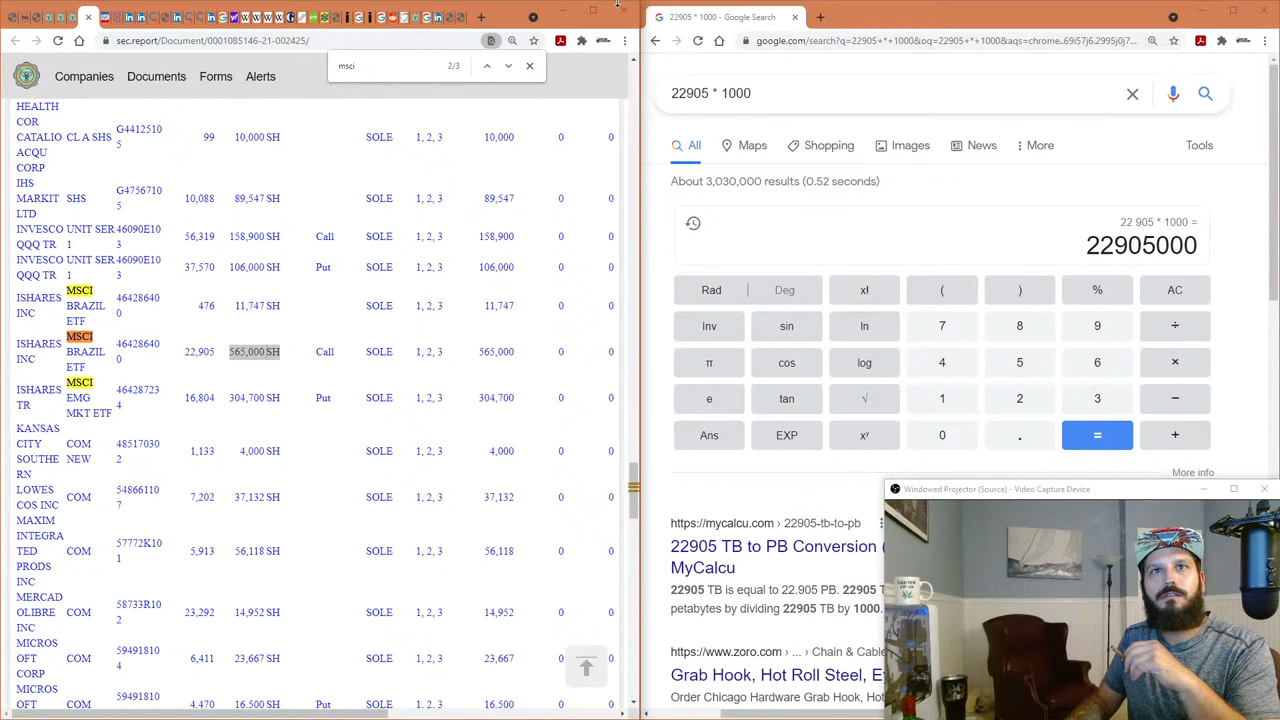 sec.report/Document/0001085146-21-002425/
msci
2/3
Companies
Documents
Forms
Alerts
HEALTH
COR
CATALIO CL A SHS G4412510 99 10,000 SH SOLE 1, 2, 3 10,000 0 0
5
ACQU
CORP
IHS
MARKIT SHS G4756710 10,088 89,547 SH SOLE 1, 2, 3 89,547 0 0
5
LTD
INVESCO UNIT SER 46090E10 56,319 158,900 SH Call SOLE 1, 2, 3 158,900 0 0
QQQ TR 1 3
INVESCO UNIT SER 46090E10 37,570 106,000 SH Put SOLE 1, 2, 3 106,000 0 0
QQQ TR 1 3
MSCI
ISHARES BRAZIL 46428640 476 11,747 SH SOLE 1, 2, 3 11,747 0 0
INC ETF 0
MSCI
ISHARES BRAZIL 46428640 22,905 565,000 SH Call SOLE 1, 2, 3 565,000 0 0
INC ETF 0
MSCI
ISHARES EMG 46428723 16,804 304,700 SH Put SOLE 1, 2, 3 304,700 0 0
TR MKT ETF 4
KANSAS
CITY COM 48517030 1,133 4,000 SH SOLE 1, 2, 3 4,000 0 0
SOUTHE NEW 2
RN
LOWES COM 54866110 7,202 37,132 SH SOLE 1, 2, 3 37,132 0 0
COS INC 7
MAXIM
INTEGRA
TED COM 57772K10 5,913 56,118 SH SOLE 1, 2, 3 56,118 0 0
1
PRODS
INC
MERCAD
OLIBRE COM 58733R10 23,292 14,952 SH SOLE 1, 2, 3 14,952 0 0
2
INC
MICROS
OFT COM 59491810 6,411 23,667 SH SOLE 1, 2, 3 23,667 0 0
4
CORP
MICROS 59491810
OFT COM 4,470 16,500 SH Put SOLE 1, 2, 3 16,500 0 0
22905 * 1000 - Google Search
google.com/search?q=22905+*+1000&oq=22905+*+1000&aqs=chrome..69i57j6.2995j0j7...
22905 * 1000
All
Maps
Shopping
Images
News
More
Tools
About 3,030,000 results (0.52 seconds)
22 905 * 1000 =
22905000
Rad | Deg x! ( ) % AC
Inv sin ln 7 8 9 ÷
π cos log 4 5 6 ×
e tan √ 1 2 3 −
Ans EXP xʸ 0 . = +
More info
https://mycalcu.com › 22905-tb-to-pb
22905 TB to PB Conversion (
MyCalcu
22905 TB is equal to 22.905 PB. 22905
petabytes by dividing 22905 TB by 1000.
https://www.zoro.com › ... › Chain & Cable
Grab Hook, Hot Roll Steel, E
Order Chicago Hardware Grab Hook, Hot
Windowed Projector (Source) - Video Capture Device